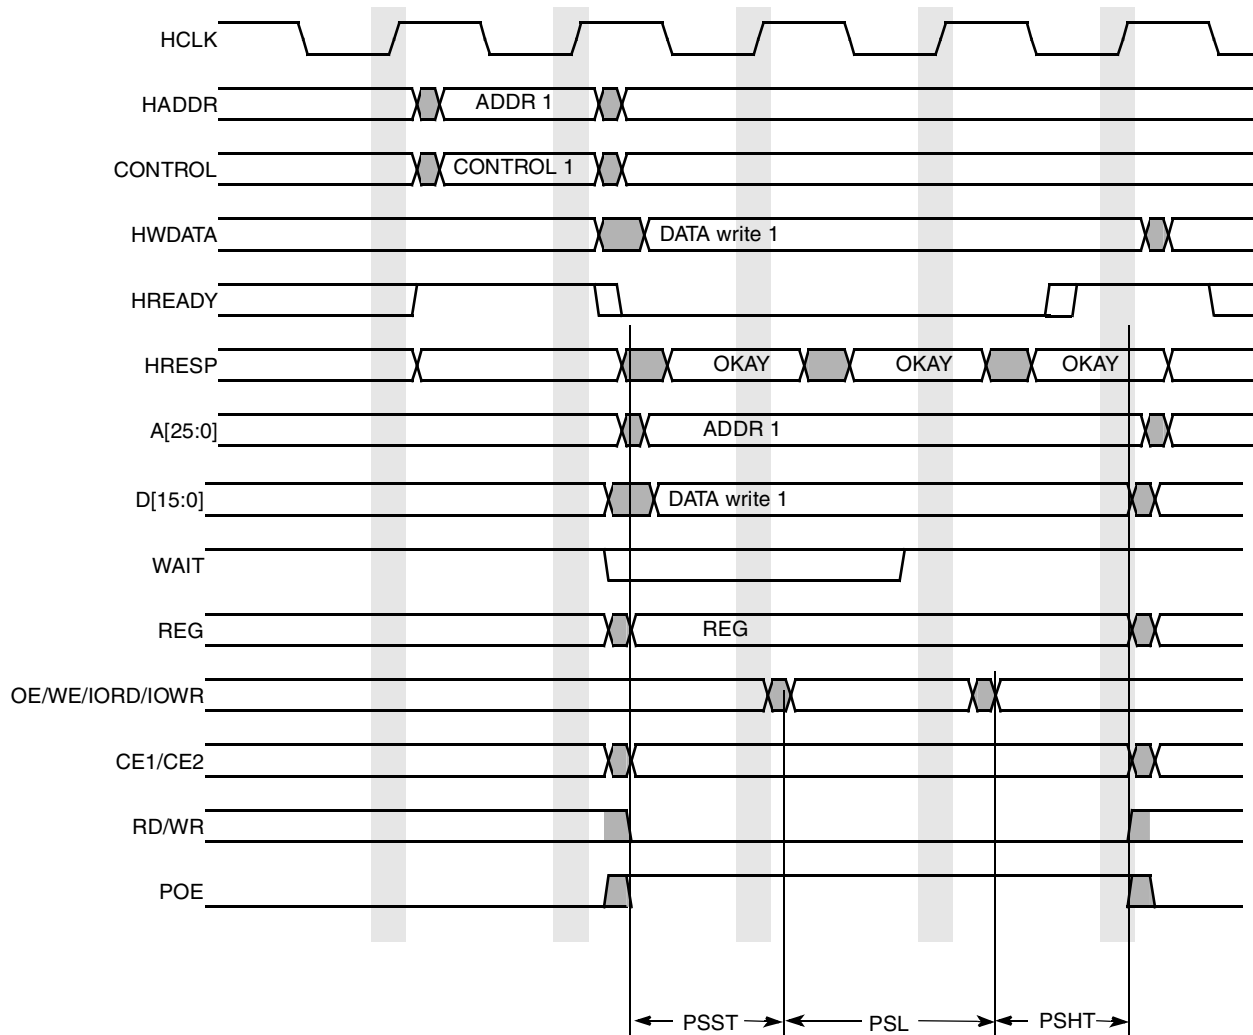 HCLK
HADDR ADDR 1
CONTROL CONTROL 1
HWDATA DATA write 1
HREADY
HRESP OKAY OKAY OKAY
A[25:0] ADDR 1
D[15:0] DATA write 1
WAIT
REG REG
OE/WE/IORD/IOWR
CE1/CE2
RD/WR
POE
PSST PSL PSHT